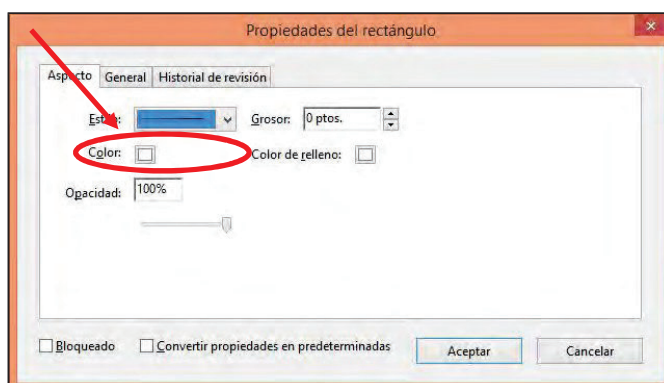 Propiedades del rectángulo
Aspecto General Historial de revisión
Estilo: Grosor: 0 ptos.
Color: Color de relleno:
Opacidad: 100%
Bloqueado Convertir propiedades en predeterminadas Aceptar Cancelar